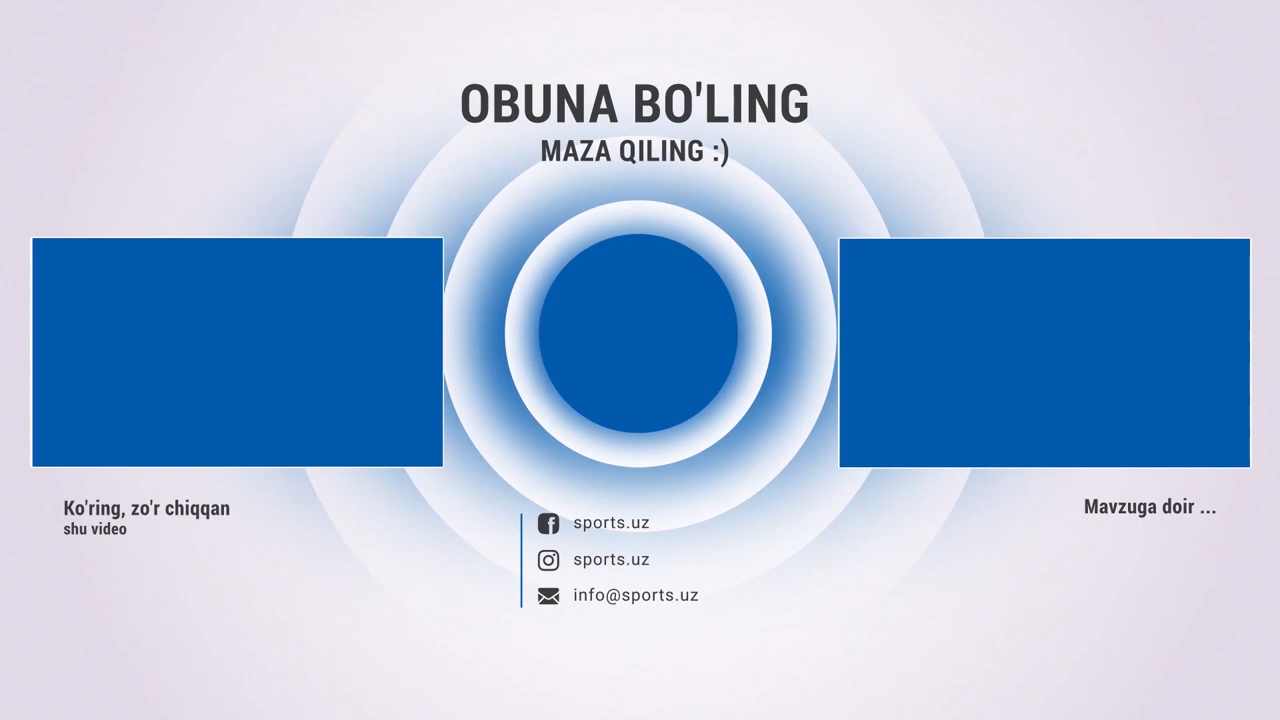 OBUNA BO'LING
MAZA QILING :)
Ko'ring, zo'r chiqqan
shu video
Mavzuga doir ...
sports.uz
sports.uz
info@sports.uz